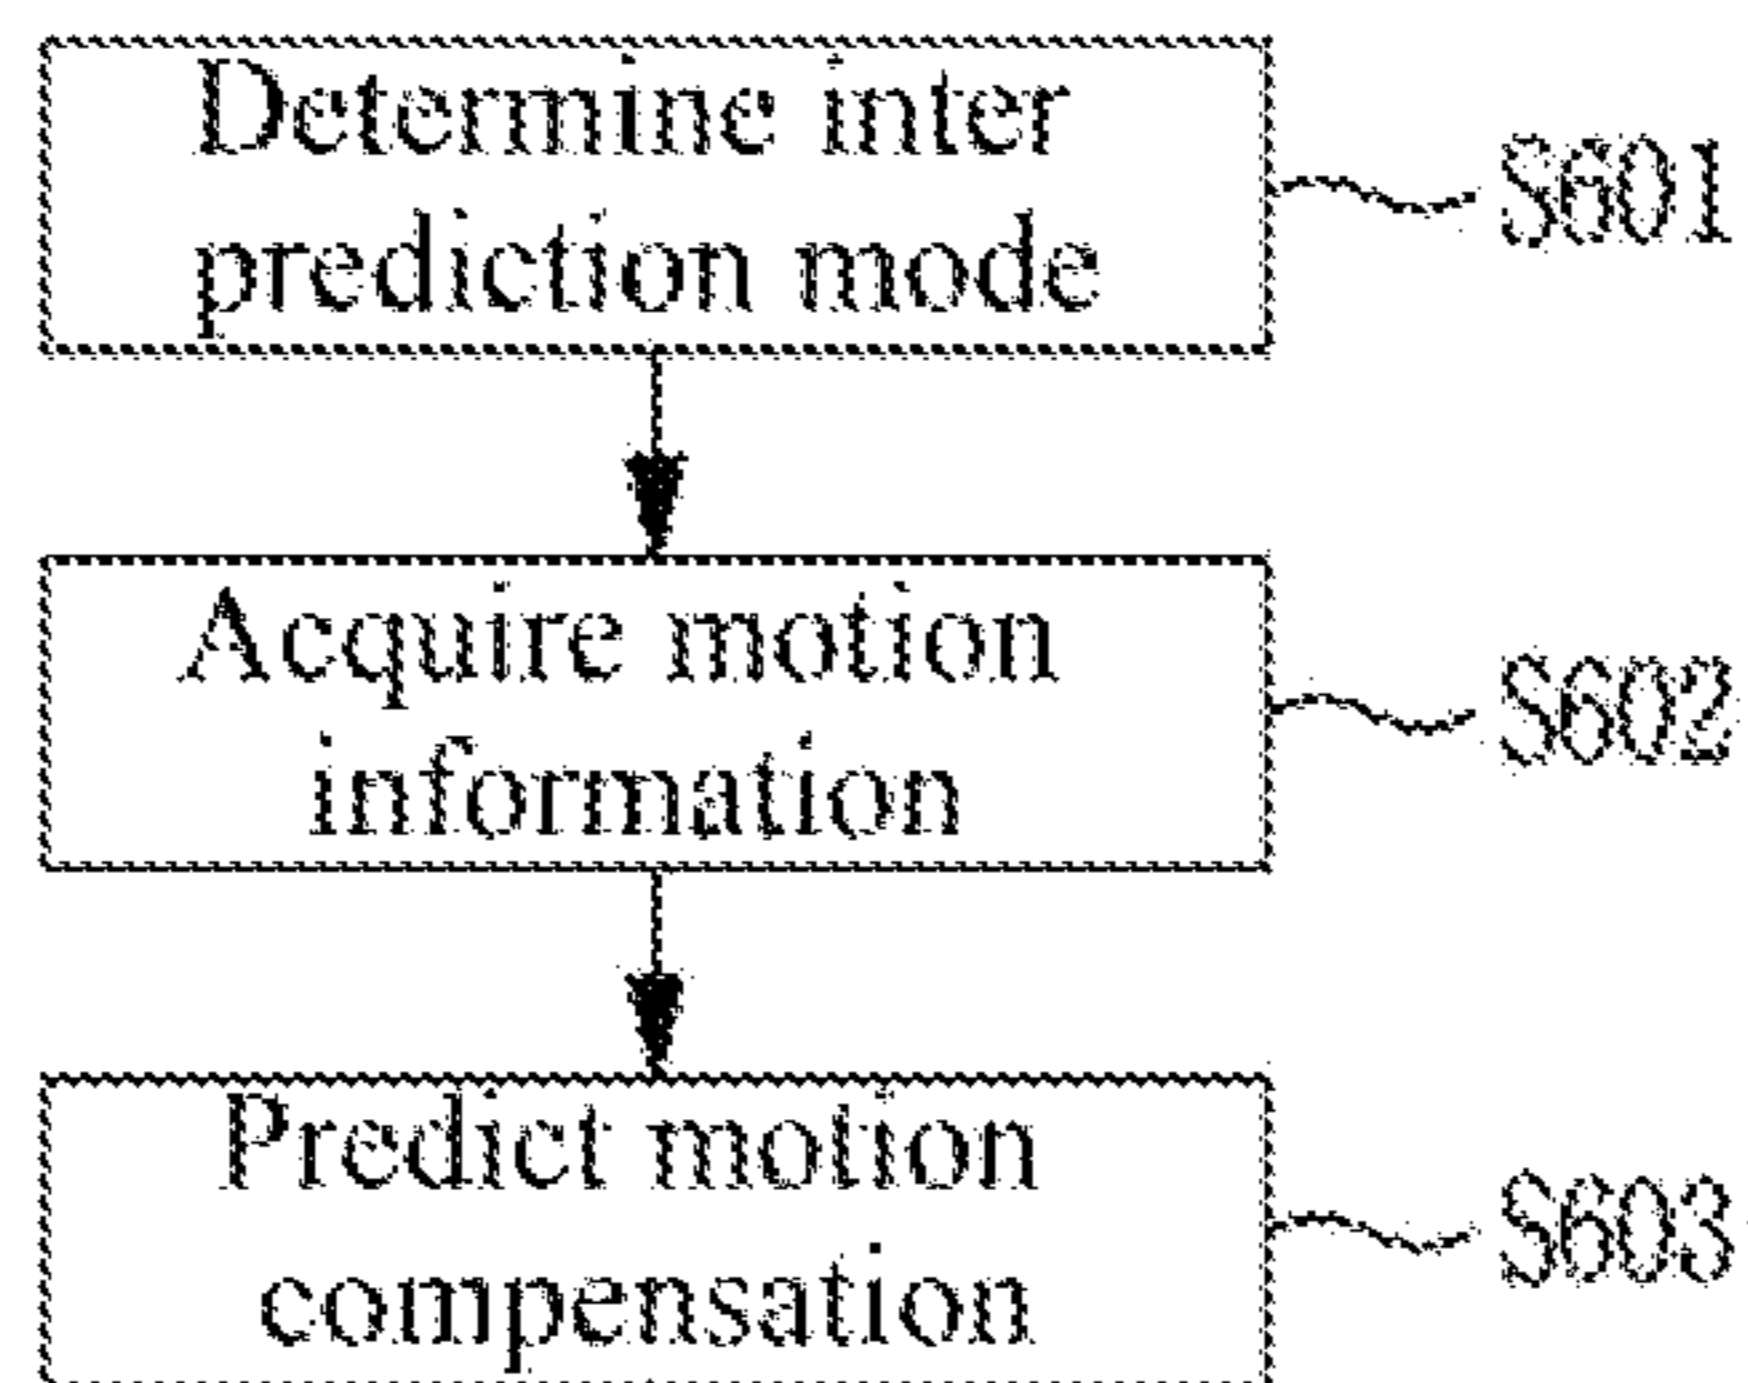 Determine inter
prediction mode
S601
Acquire motion
information
S602
Predict motion
compensation
S603